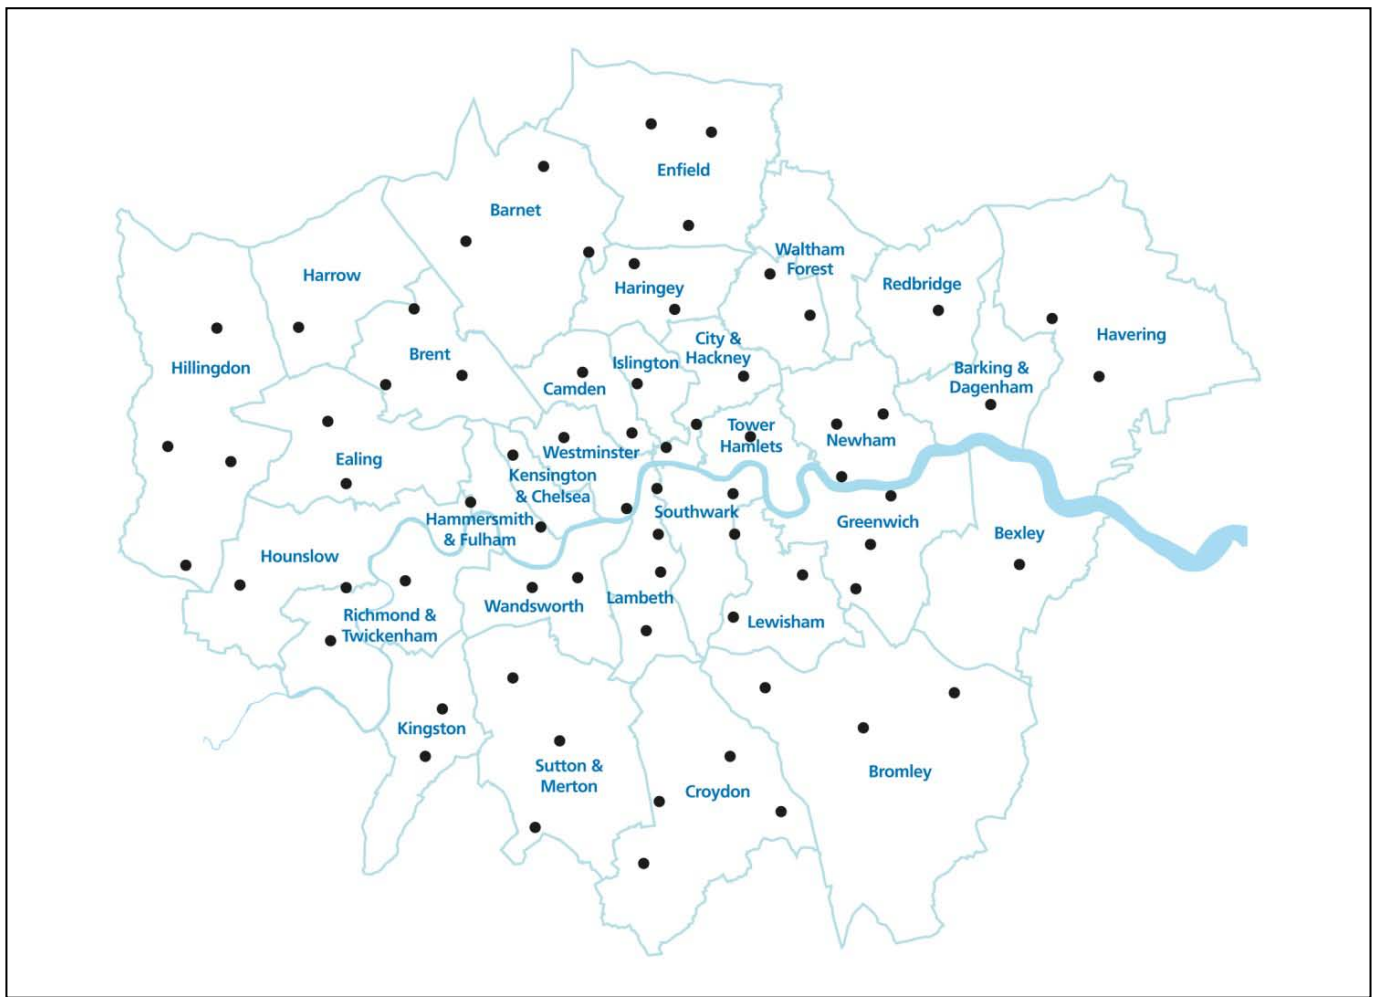 Enfield
Barnet
Waltham
Forest
Harrow
Redbridge
Haringey
Havering
City &
Hackney
Brent
Islington
Hillingdon
Barking &
Dagenham
Camden
Tower
Hamlets
Newham
Westminster
Ealing
Kensington
& Chelsea
Southwark
Hammersmith
& Fulham
Greenwich
Bexley
Hounslow
Lambeth
Wandsworth
Richmond &
Twickenham
Lewisham
Kingston
Sutton &
Merton
Bromley
Croydon